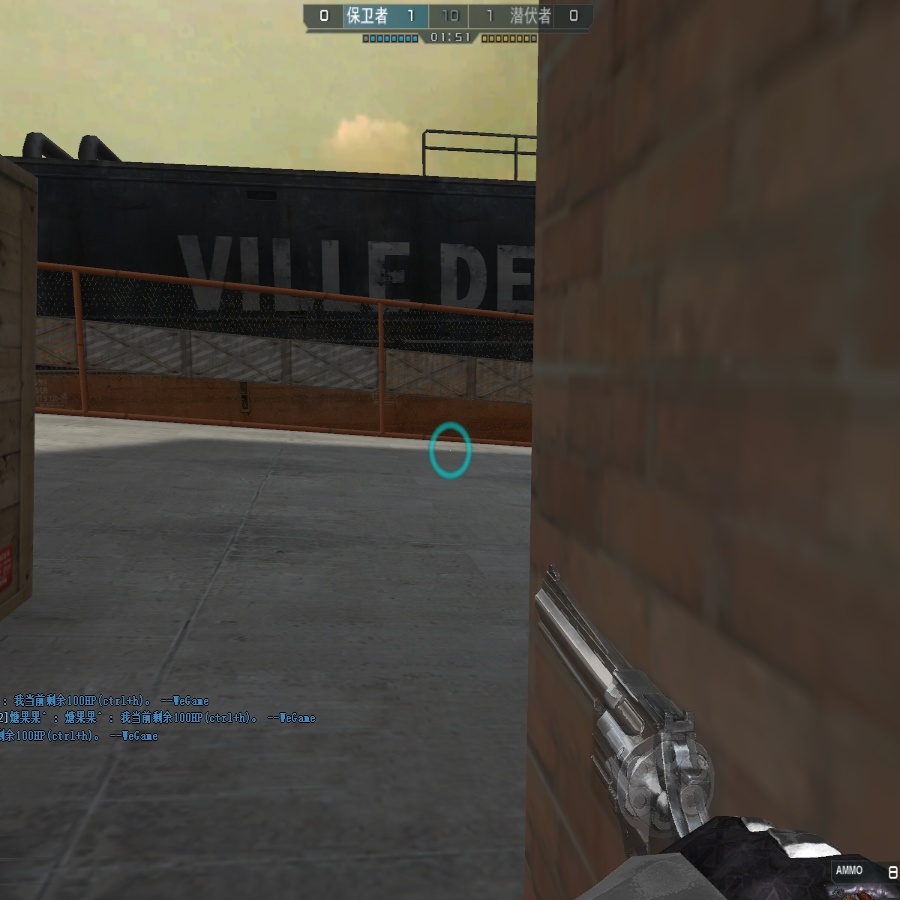 0 保卫者 1 10 1 潜伏者 0
01:51
VILLE DE
: 我当前剩余100HP(ctrl+h)。 —WeGame
2]糖果果^ : 糖果果^ : 我当前剩余100HP(ctrl+h)。 —WeGame
剩余100HP(ctrl+h)。 —WeGame
AMMO 8